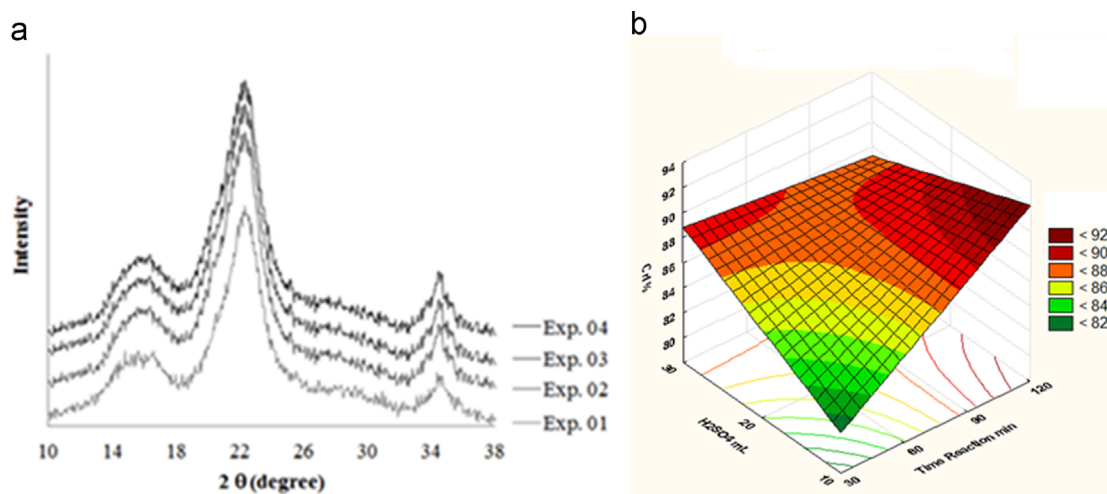 a
Intensity
Exp. 04
Exp. 03
Exp. 02
Exp. 01
10 14 18 22 26 30 34 38
2 θ (degree)
b
94
92
90
88
86
84
82
80
CrI%
30
20
10
H2SO4 mL
30
60
90
120
Time Reaction min
< 92
< 90
< 88
< 86
< 84
< 82